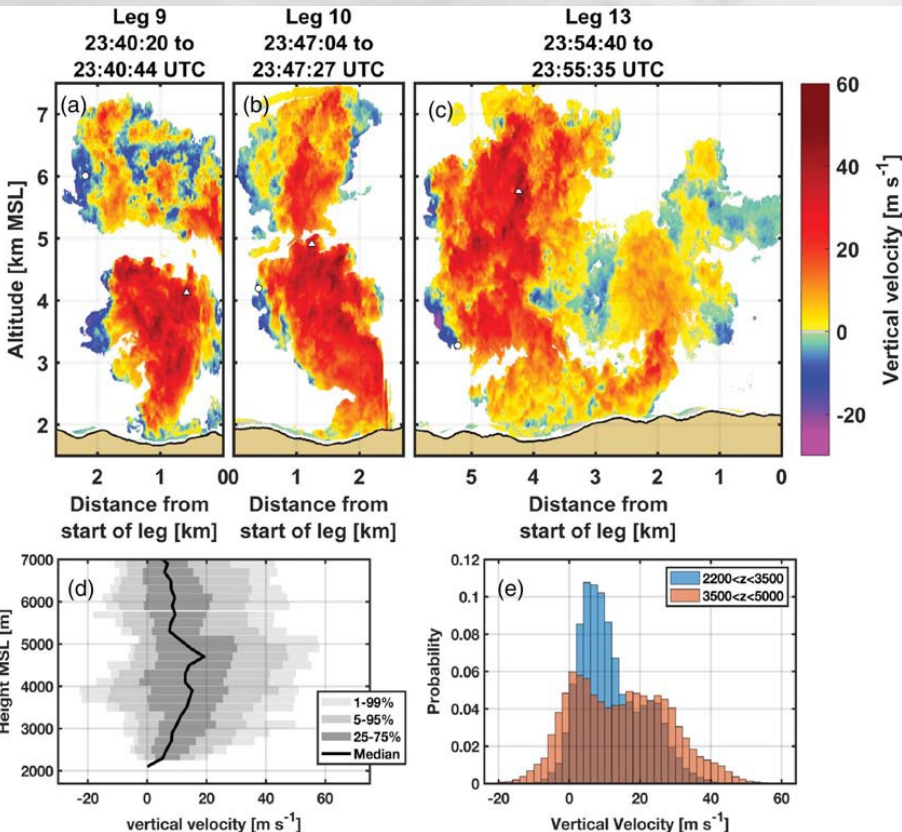 Leg 9
23:40:20 to
23:40:44 UTC
Leg 10
23:47:04 to
23:47:27 UTC
Leg 13
23:54:40 to
23:55:35 UTC
(a)
(b)
(c)
Altitude [km MSL]
7
6
5
4
3
2
2 1 0
0 1 2
5 4 3 2 1 0
Distance from
start of leg [km]
Distance from
start of leg [km]
Distance from
start of leg [km]
60
40
20
0
-20
Vertical velocity [m s⁻¹]
(d)
Height MSL [m]
7000
6000
5000
4000
3000
2000
1-99%
5-95%
25-75%
Median
-20 0 20 40 60
vertical velocity [m s⁻¹]
(e)
Probability
0.12
0.1
0.08
0.06
0.04
0.02
0
2200<z<3500
3500<z<5000
-20 0 20 40 60
Vertical Velocity [m s⁻¹]